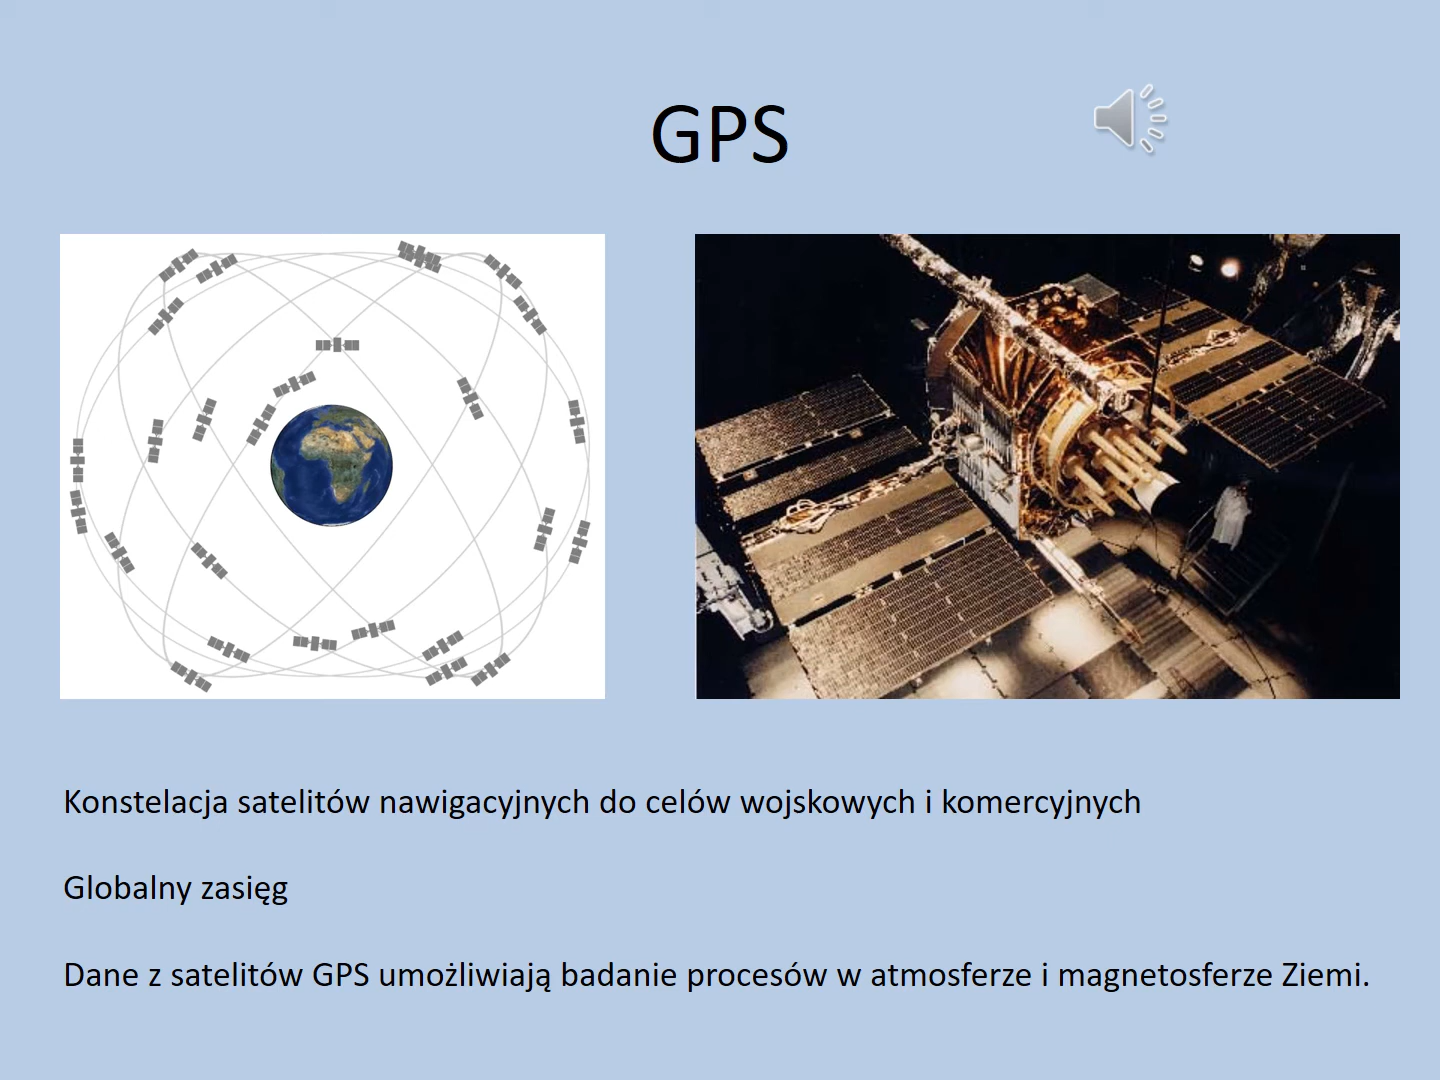 GPS
Konstelacja satelitów nawigacyjnych do celów wojskowych i komercyjnych
Globalny zasięg
Dane z satelitów GPS umożliwiają badanie procesów w atmosferze i magnetosferze Ziemi.